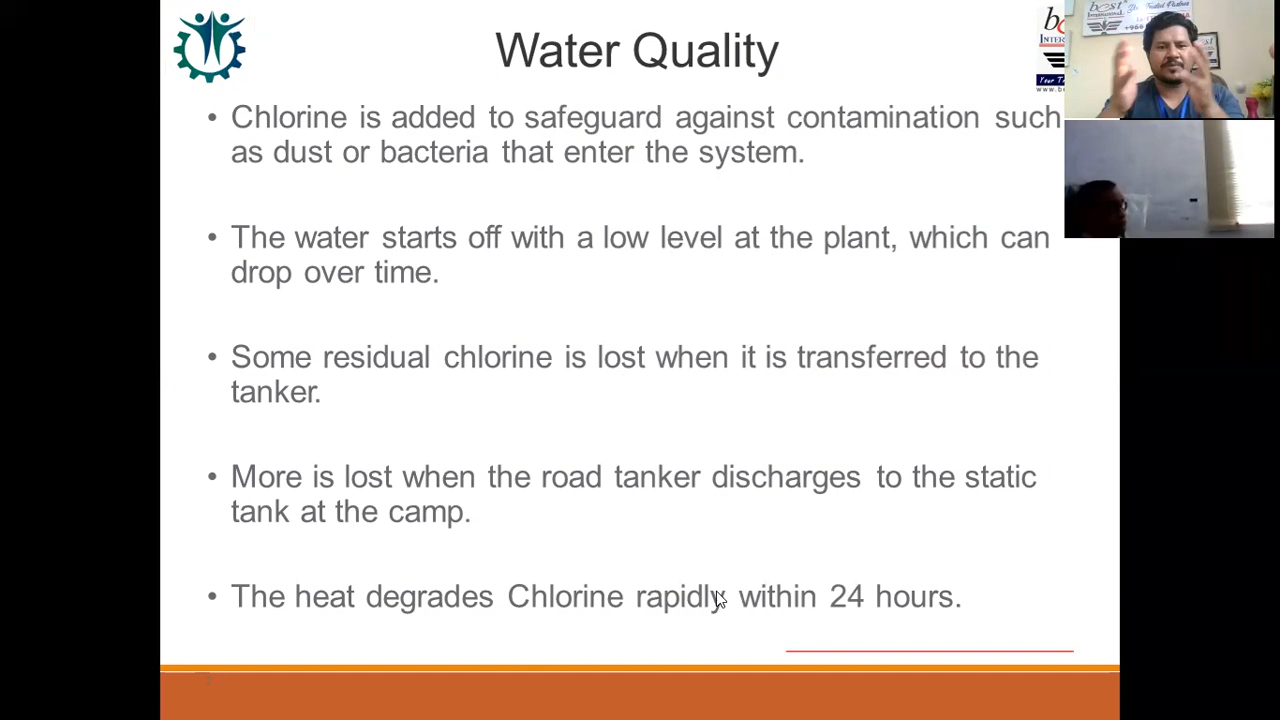 Water Quality
• Chlorine is added to safeguard against contamination such
as dust or bacteria that enter the system.
• The water starts off with a low level at the plant, which can
drop over time.
• Some residual chlorine is lost when it is transferred to the
tanker.
• More is lost when the road tanker discharges to the static
tank at the camp.
• The heat degrades Chlorine rapidly within 24 hours.
best
INTERNATIONAL